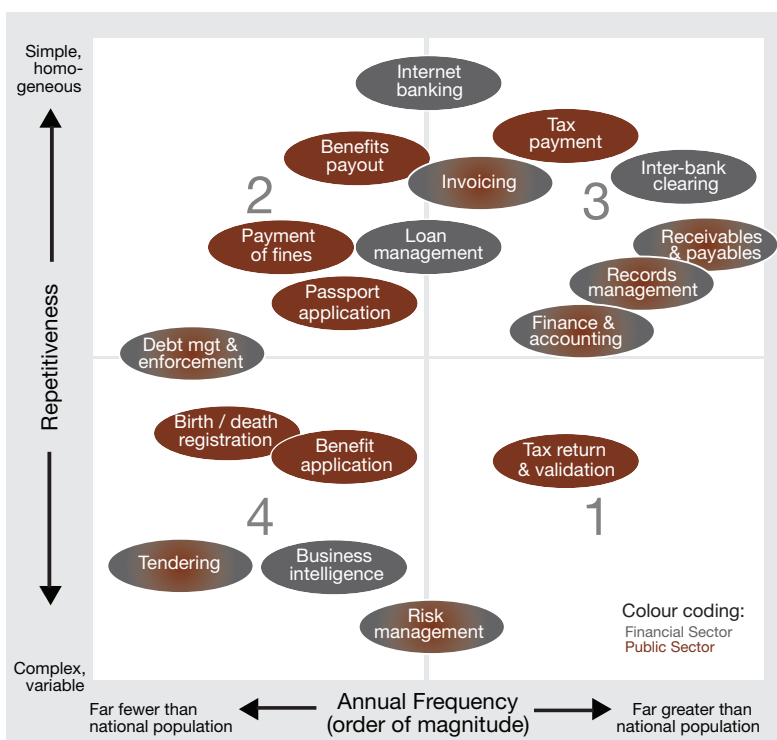 Simple,
homo-
geneous
Internet
banking
Tax
payment
Benefits
payout
Inter-bank
clearing
Invoicing
2
3
Payment
of fines
Loan
management
Receivables
& payables
Records
management
Passport
application
Finance &
accounting
Debt mgt &
enforcement
Repetitiveness
Birth / death
registration
Benefit
application
Tax return
& validation
4
1
Tendering
Business
intelligence
Risk
management
Colour coding:
Financial Sector
Public Sector
Complex,
variable
Far fewer than
national population
Annual Frequency
(order of magnitude)
Far greater than
national population